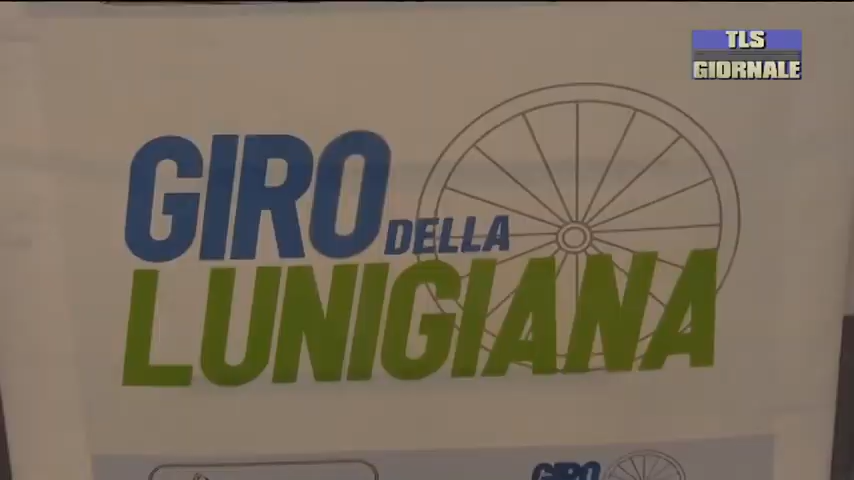 TLS
GIORNALE
GIRO
DELLA
LUNIGIANA
GIRO